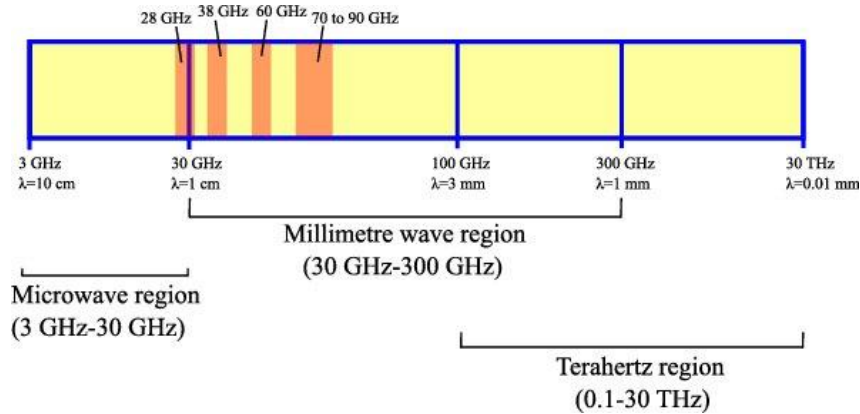 28 GHz
38 GHz
60 GHz
70 to 90 GHz
3 GHz
λ=10 cm
30 GHz
λ=1 cm
100 GHz
λ=3 mm
300 GHz
λ=1 mm
30 THz
λ=0.01 mm
Millimetre wave region
(30 GHz-300 GHz)
Microwave region
(3 GHz-30 GHz)
Terahertz region
(0.1-30 THz)